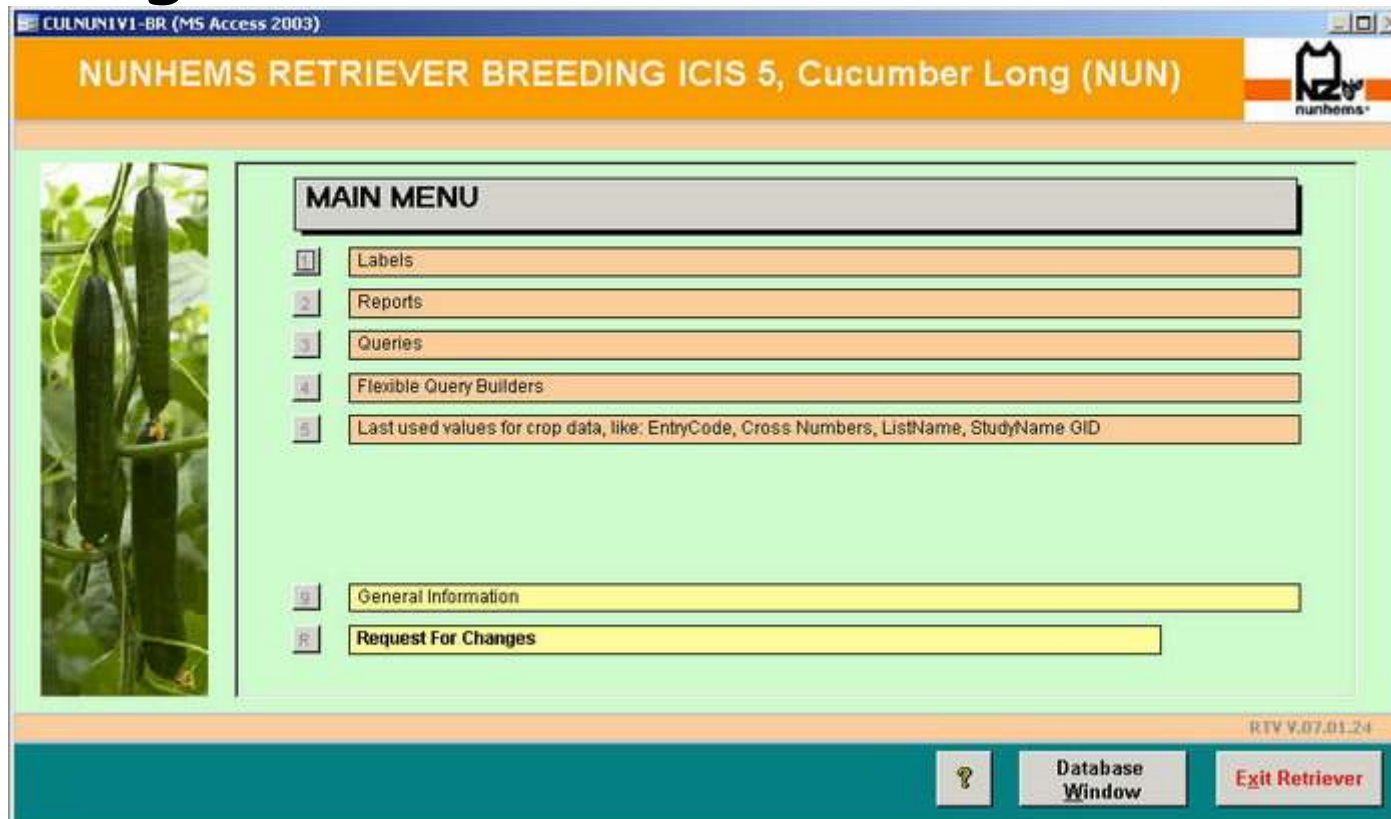 CULNUN1V1-BR (MS Access 2003)
NUNHEMS RETRIEVER BREEDING ICIS 5, Cucumber Long (NUN)
nunhems
MAIN MENU
1 Labels
2 Reports
3 Queries
4 Flexible Query Builders
5 Last used values for crop data, like: EntryCode, Cross Numbers, ListName, StudyName GID
9 General Information
R Request For Changes
RTV V.07.01.24
? Database Window Exit Retriever